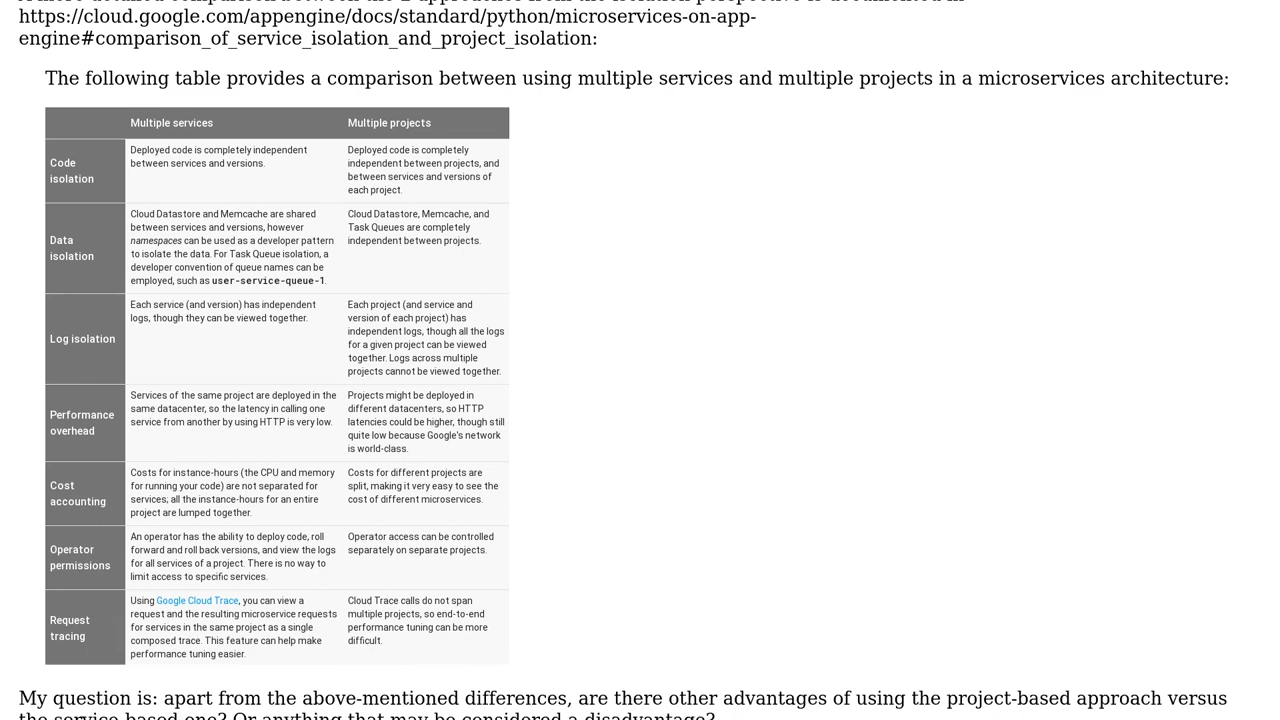 https://cloud.google.com/appengine/docs/standard/python/microservices-on-app-
engine#comparison_of_service_isolation_and_project_isolation:
The following table provides a comparison between using multiple services and multiple projects in a microservices architecture:
Multiple services
Multiple projects
Code
isolation
Deployed code is completely independent
between services and versions.
Deployed code is completely
independent between projects, and
between services and versions of
each project.
Data
isolation
Cloud Datastore and Memcache are shared
between services and versions, however
namespaces can be used as a developer pattern
to isolate the data. For Task Queue isolation, a
developer convention of queue names can be
employed, such as user-service-queue-1.
Cloud Datastore, Memcache, and
Task Queues are completely
independent between projects.
Log isolation
Each service (and version) has independent
logs, though they can be viewed together.
Each project (and service and
version of each project) has
independent logs, though all the logs
for a given project can be viewed
together. Logs across multiple
projects cannot be viewed together.
Performance
overhead
Services of the same project are deployed in the
same datacenter, so the latency in calling one
service from another by using HTTP is very low.
Projects might be deployed in
different datacenters, so HTTP
latencies could be higher, though still
quite low because Google's network
is world-class.
Cost
accounting
Costs for instance-hours (the CPU and memory
for running your code) are not separated for
services; all the instance-hours for an entire
project are lumped together.
Costs for different projects are
split, making it very easy to see the
cost of different microservices.
Operator
permissions
An operator has the ability to deploy code, roll
forward and roll back versions, and view the logs
for all services of a project. There is no way to
limit access to specific services.
Operator access can be controlled
separately on separate projects.
Request
tracing
Using Google Cloud Trace, you can view a
request and the resulting microservice requests
for services in the same project as a single
composed trace. This feature can help make
performance tuning easier.
Cloud Trace calls do not span
multiple projects, so end-to-end
performance tuning can be more
difficult.
My question is: apart from the above-mentioned differences, are there other advantages of using the project-based approach versus
the service-based one? Or anything that may be considered a disadvantage?